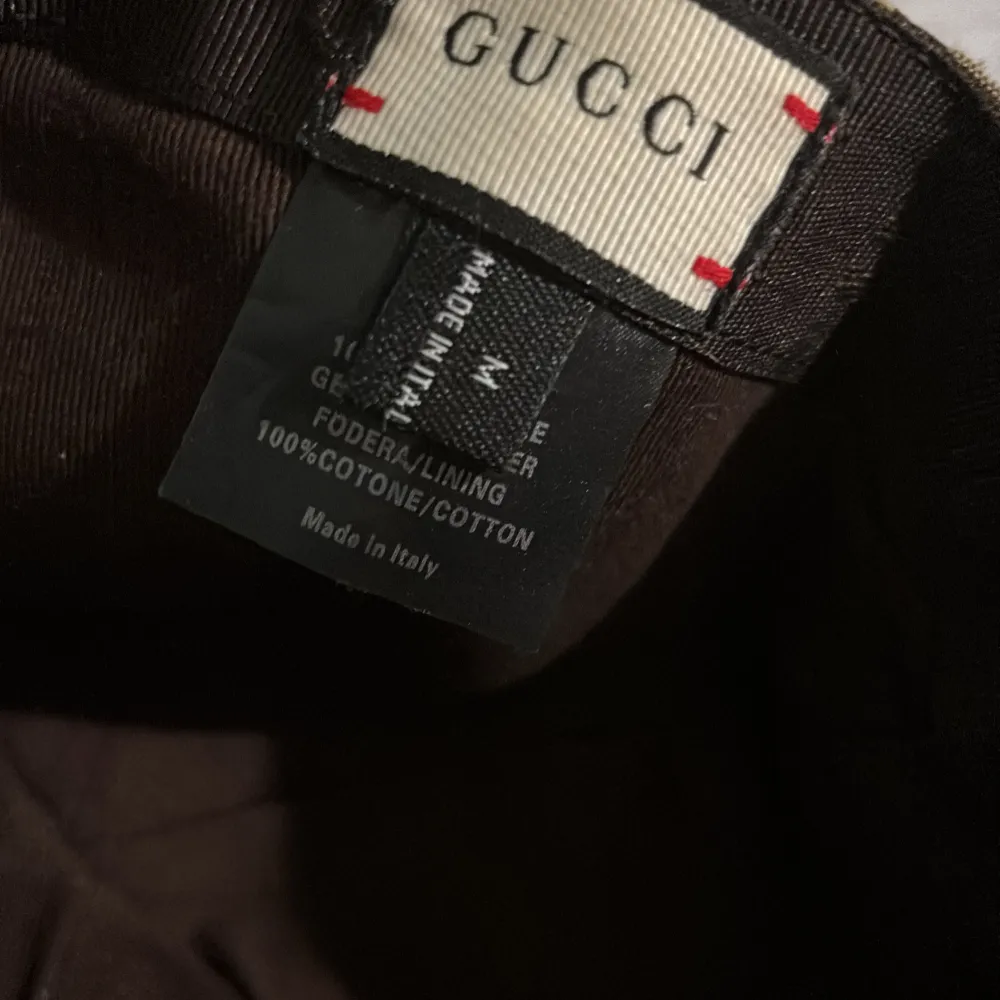 GUCCI
MADE IN ITAL
M
FODERA/LINING
100%COTONE/COTTON
Made in Italy